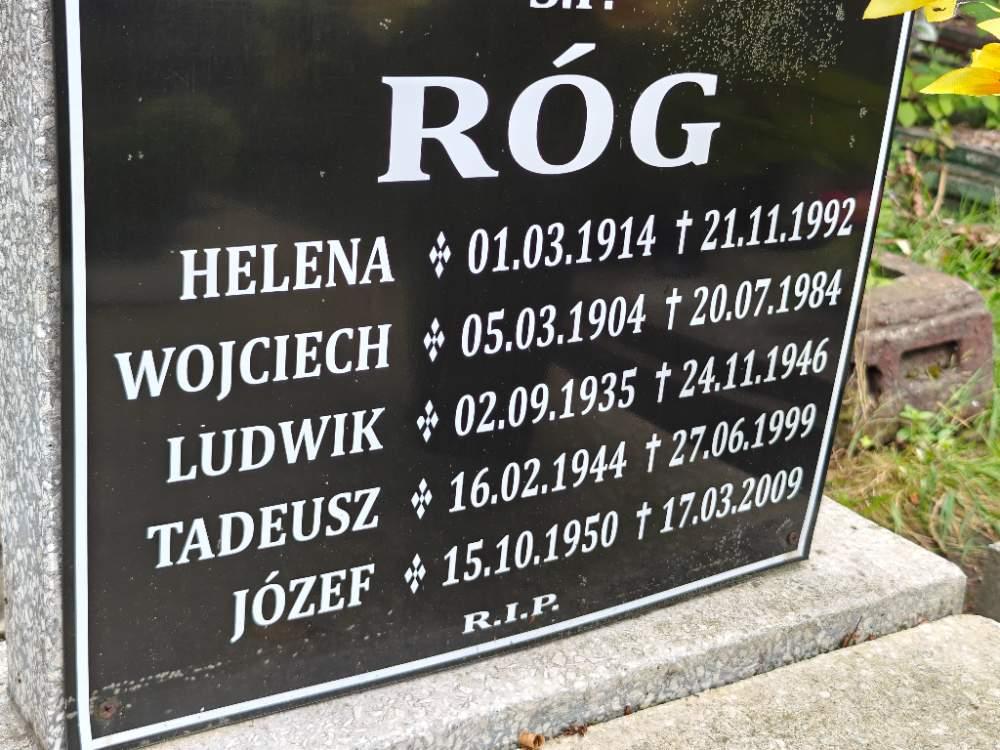 RÓG
HELENA 01.03.1914 † 21.11.1992
WOJCIECH 05.03.1904 † 20.07.1984
LUDWIK 02.09.1935 † 24.11.1946
TADEUSZ 16.02.1944 † 27.06.1999
JÓZEF 15.10.1950 † 17.03.2009
R.I.P.